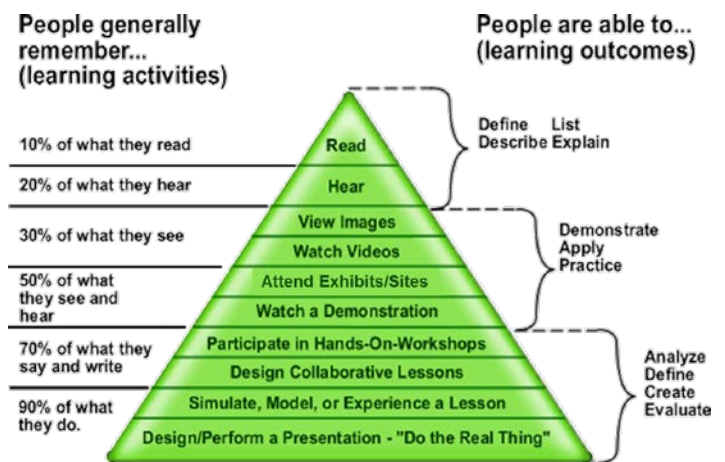 People generally
remember...
(learning activities)
People are able to...
(learning outcomes)
10% of what they read
20% of what they hear
30% of what they see
50% of what
they see and
hear
70% of what they
say and write
90% of what
they do.
Read
Hear
View Images
Watch Videos
Attend Exhibits/Sites
Watch a Demonstration
Participate in Hands-On-Workshops
Design Collaborative Lessons
Simulate, Model, or Experience a Lesson
Design/Perform a Presentation - "Do the Real Thing"
Define List
Describe Explain
Demonstrate
Apply
Practice
Analyze
Define
Create
Evaluate